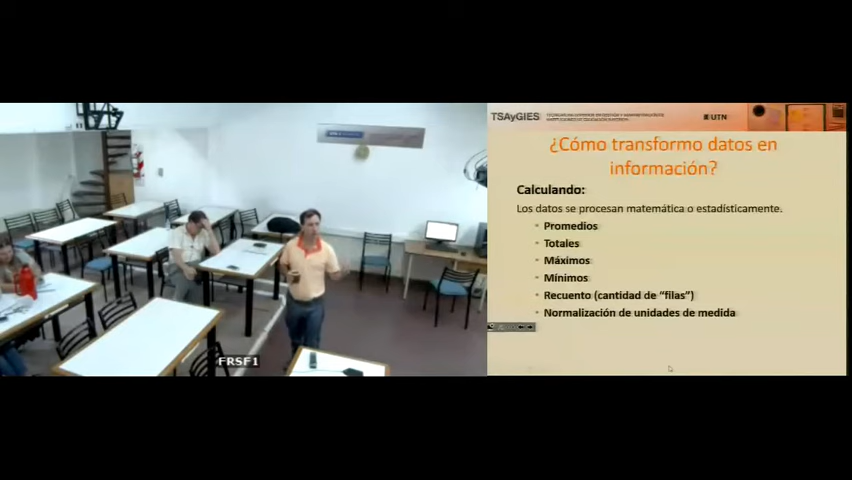 TSAyGIES
UTN
¿Cómo transformo datos en
información?
Calculando:
Los datos se procesan matemática o estadísticamente.
Promedios
Totales
Máximos
Mínimos
Recuento (cantidad de “filas”)
Normalización de unidades de medida
FRSF1